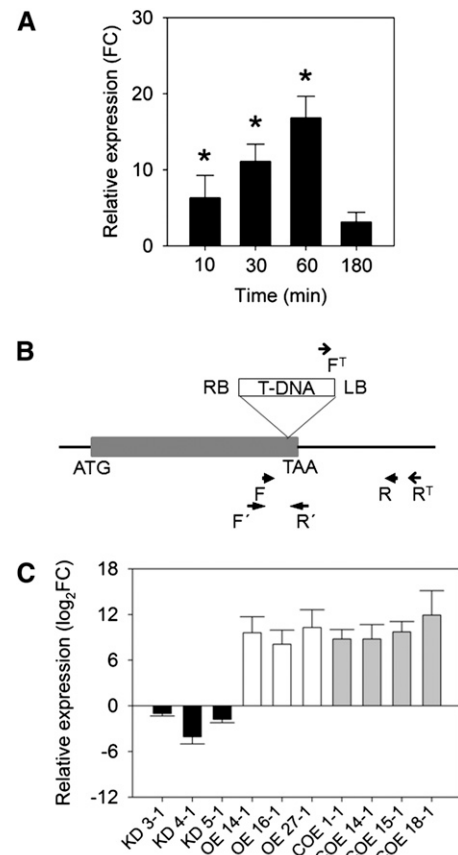 A
Relative expression (FC)
30
20
10
0
*
*
*
10 30 60 180
Time (min)
B
Fᵀ
RB T-DNA LB
ATG TAA
F R Rᵀ
F´ R´
C
Relative expression (log₂FC)
18
12
6
0
-6
-12
KD 3-1
KD 4-1
KD 5-1
OE 14-1
OE 16-1
OE 27-1
COE 1-1
COE 14-1
COE 15-1
COE 18-1